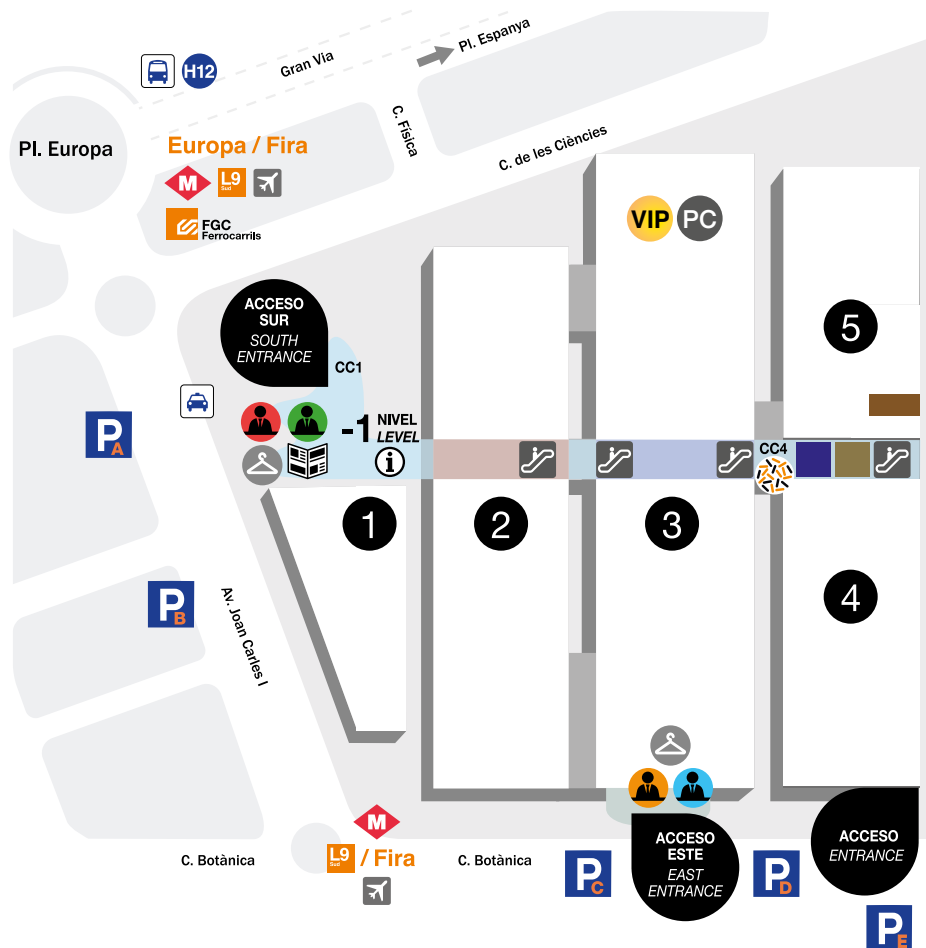 H12
Gran Via
Pl. Espanya
C. Física
Pl. Europa
Europa / Fira
C. de les Ciències
M
L9
Sud
FGC
Ferrocarrils
VIP
PC
ACCESO
SUR
SOUTH
ENTRANCE
CC1
5
P
A
-1
NIVEL
LEVEL
i
CC4
1
2
3
4
P
B
Av. Joan Carles I
M
L9
Sud
/ Fira
C. Botànica
C. Botànica
P
C
ACCESO
ESTE
EAST
ENTRANCE
P
D
ACCESO
ENTRANCE
P
E